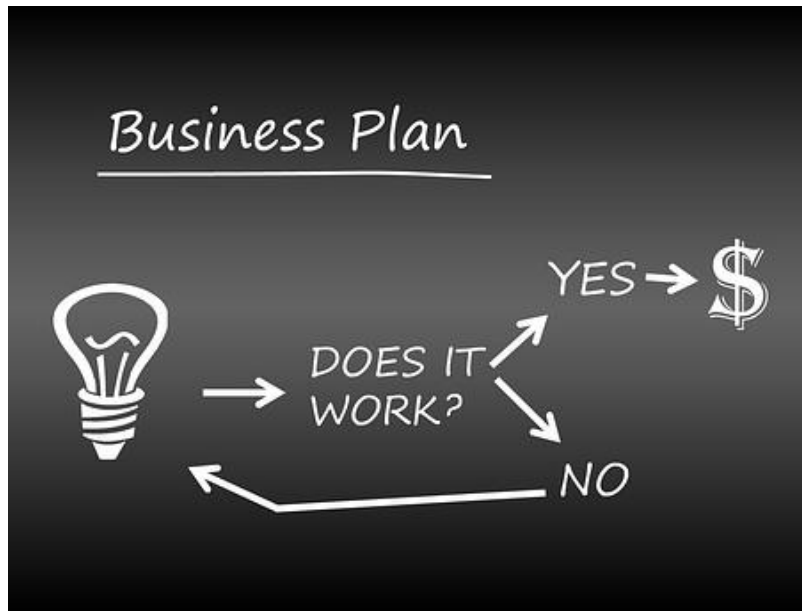 Business Plan
YES
$
DOES IT
WORK?
NO